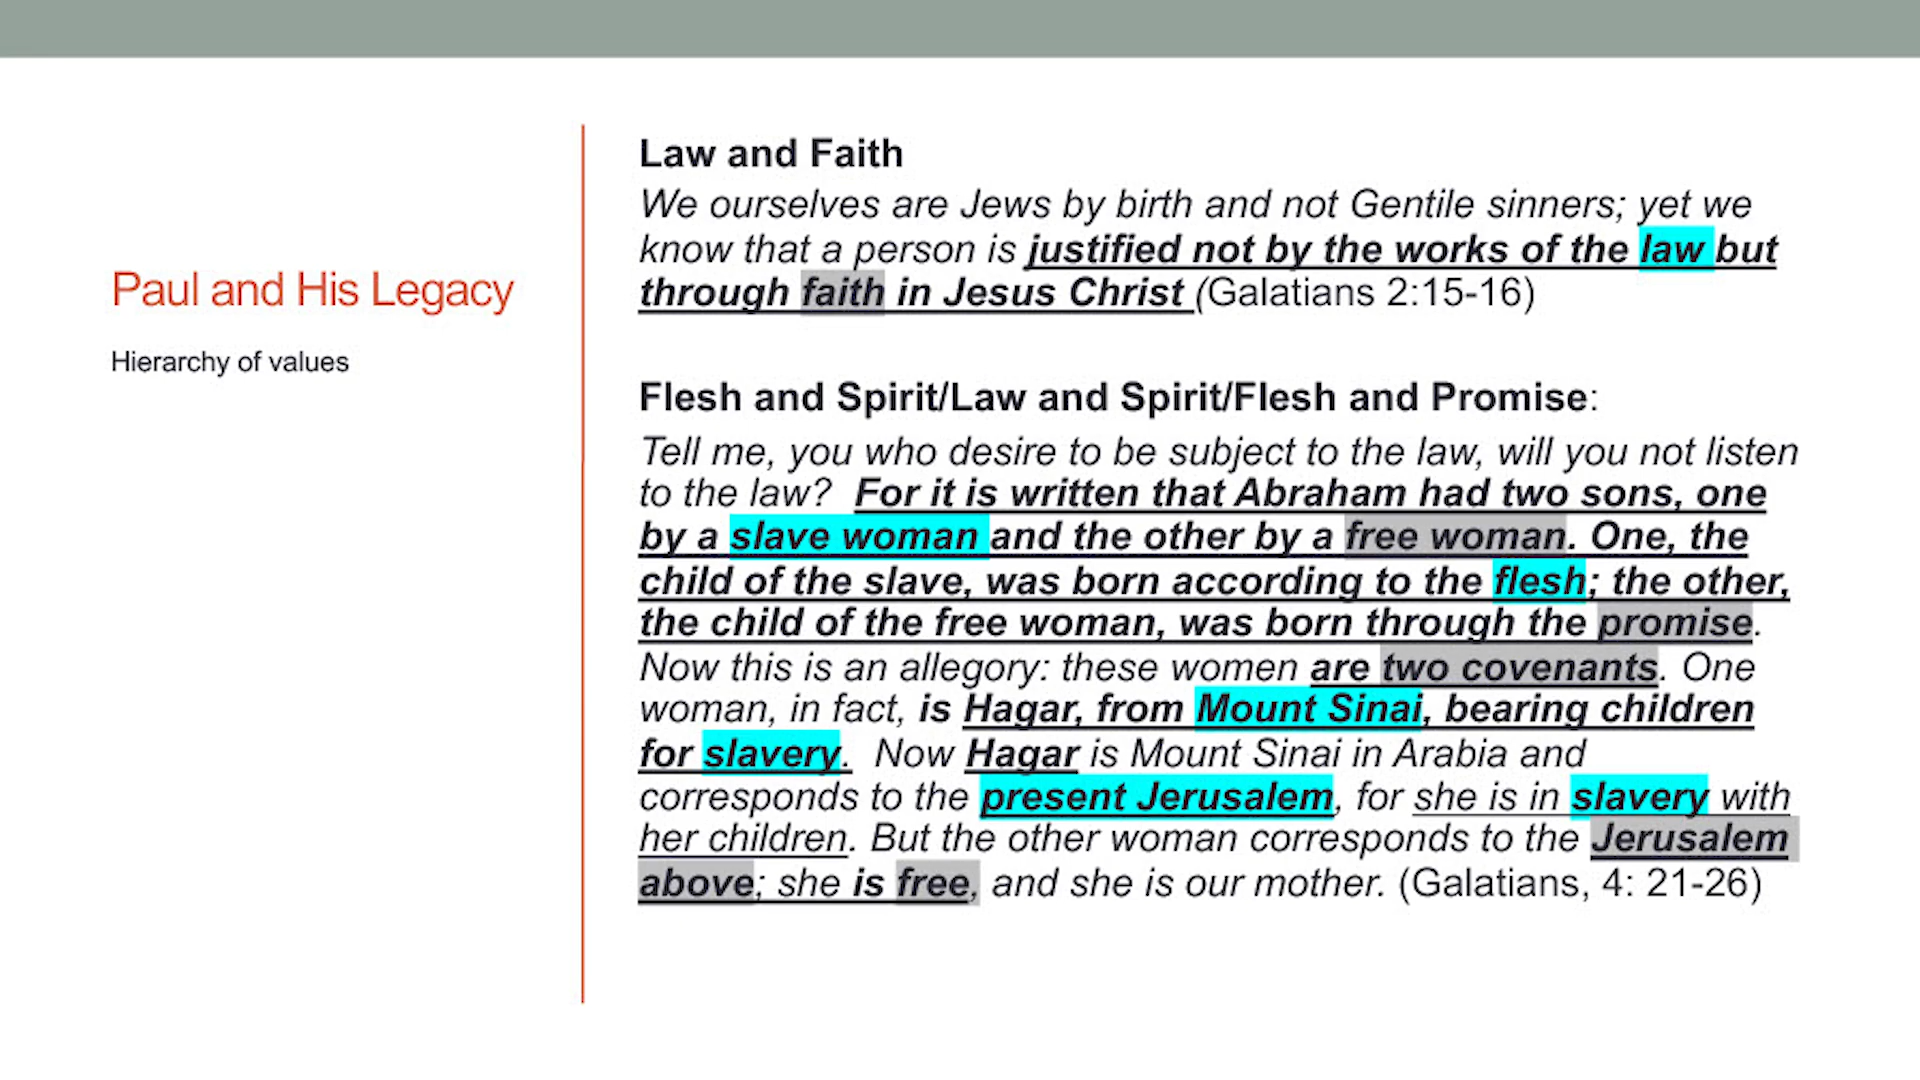 Paul and His Legacy
Hierarchy of values
Law and Faith
We ourselves are Jews by birth and not Gentile sinners; yet we
know that a person is justified not by the works of the law but
through faith in Jesus Christ (Galatians 2:15-16)
Flesh and Spirit/Law and Spirit/Flesh and Promise:
Tell me, you who desire to be subject to the law, will you not listen
to the law? For it is written that Abraham had two sons, one
by a slave woman and the other by a free woman. One, the
child of the slave, was born according to the flesh; the other,
the child of the free woman, was born through the promise.
Now this is an allegory: these women are two covenants. One
woman, in fact, is Hagar, from Mount Sinai, bearing children
for slavery. Now Hagar is Mount Sinai in Arabia and
corresponds to the present Jerusalem, for she is in slavery with
her children. But the other woman corresponds to the Jerusalem
above; she is free, and she is our mother. (Galatians, 4: 21-26)